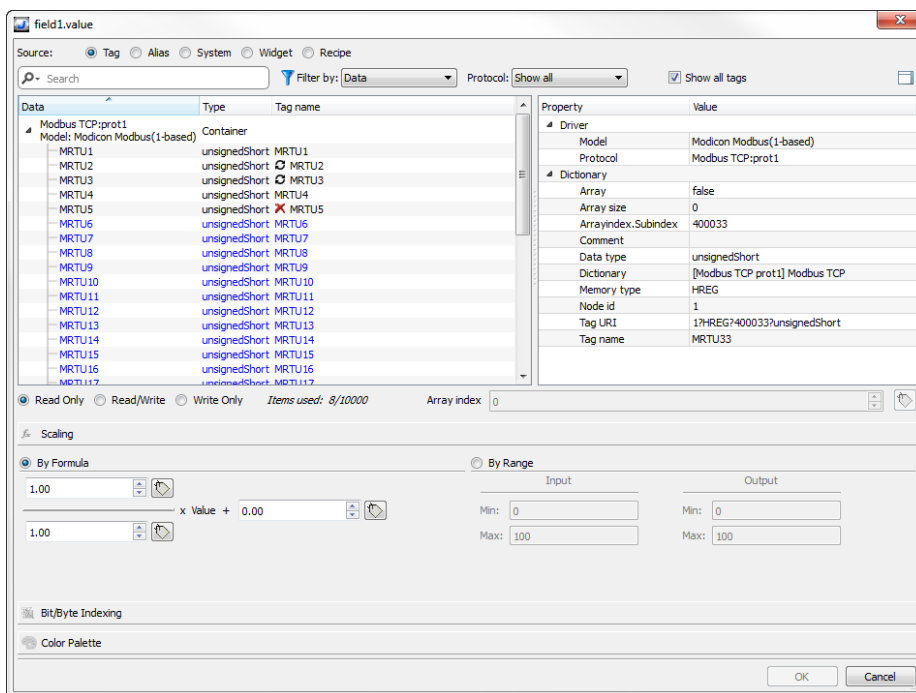 field1.value
Source: Tag Alias System Widget Recipe
Search Filter by: Data Protocol: Show all Show all tags
Data Type Tag name
Modbus TCP:prot1
Model: Modicon Modbus(1-based) Container
MRTU1 unsignedShort MRTU1
MRTU2 unsignedShort MRTU2
MRTU3 unsignedShort MRTU3
MRTU4 unsignedShort MRTU4
MRTU5 unsignedShort MRTU5
MRTU6 unsignedShort MRTU6
MRTU7 unsignedShort MRTU7
MRTU8 unsignedShort MRTU8
MRTU9 unsignedShort MRTU9
MRTU10 unsignedShort MRTU10
MRTU11 unsignedShort MRTU11
MRTU12 unsignedShort MRTU12
MRTU13 unsignedShort MRTU13
MRTU14 unsignedShort MRTU14
MRTU15 unsignedShort MRTU15
MRTU16 unsignedShort MRTU16
MRTU17 unsignedShort MRTU17
Property Value
Driver
Model Modicon Modbus(1-based)
Protocol Modbus TCP:prot1
Dictionary
Array false
Array size 0
Arrayindex.Subindex 400033
Comment
Data type unsignedShort
Dictionary [Modbus TCP prot1] Modbus TCP
Memory type HREG
Node id 1
Tag URI 1?HREG?400033?unsignedShort
Tag name MRTU33
Read Only Read/Write Write Only Items used: 8/10000 Array index 0
Scaling
By Formula
1.00
x Value + 0.00
1.00
By Range
Input Output
Min: 0 Min: 0
Max: 100 Max: 100
Bit/Byte Indexing
Color Palette
OK Cancel